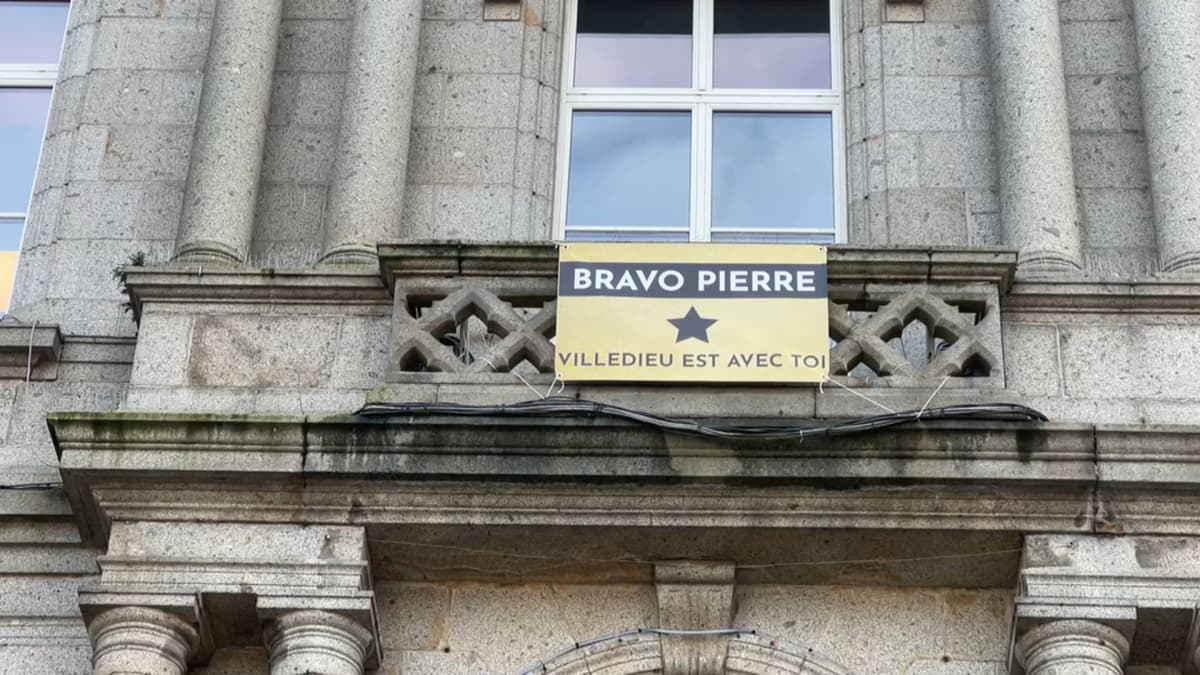 BRAVO PIERRE
VILLEDIEU EST AVEC TOI